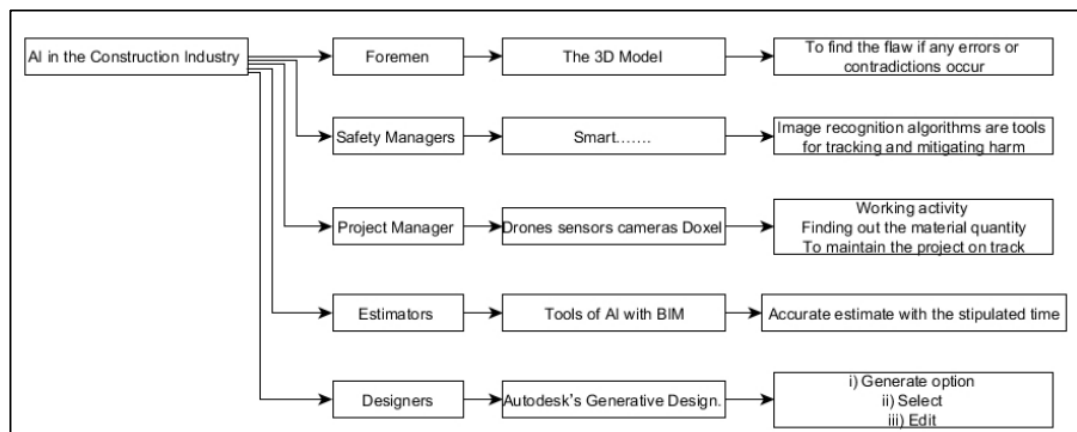 AI in the Construction Industry
Foremen
The 3D Model
To find the flaw if any errors or
contradictions occur
Safety Managers
Smart.......
Image recognition algorithms are tools
for tracking and mitigating harm
Project Manager
Drones sensors cameras Doxel
Working activity
Finding out the material quantity
To maintain the project on track
Estimators
Tools of AI with BIM
Accurate estimate with the stipulated time
Designers
Autodesk's Generative Design.
i) Generate option
ii) Select
iii) Edit